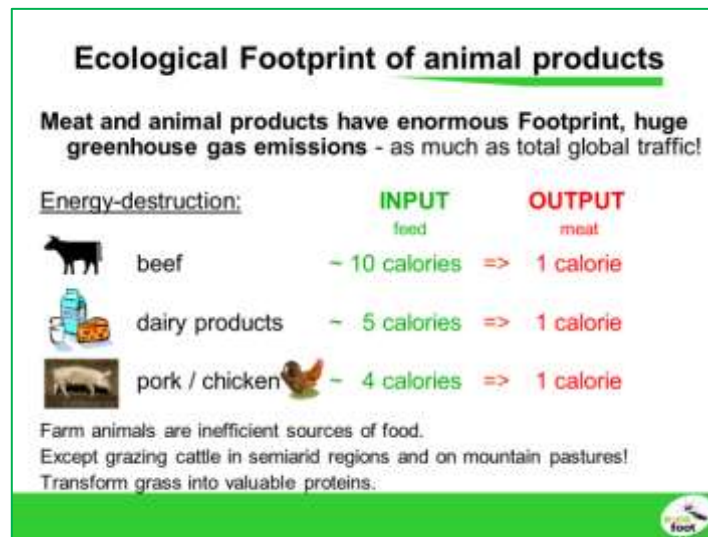 Ecological Footprint of animal products
Meat and animal products have enormous Footprint, huge
greenhouse gas emissions - as much as total global traffic!
Energy-destruction: INPUT OUTPUT
feed meat
beef ~ 10 calories => 1 calorie
dairy products ~ 5 calories => 1 calorie
pork / chicken ~ 4 calories => 1 calorie
Farm animals are inefficient sources of food.
Except grazing cattle in semiarid regions and on mountain pastures!
Transform grass into valuable proteins.
foot